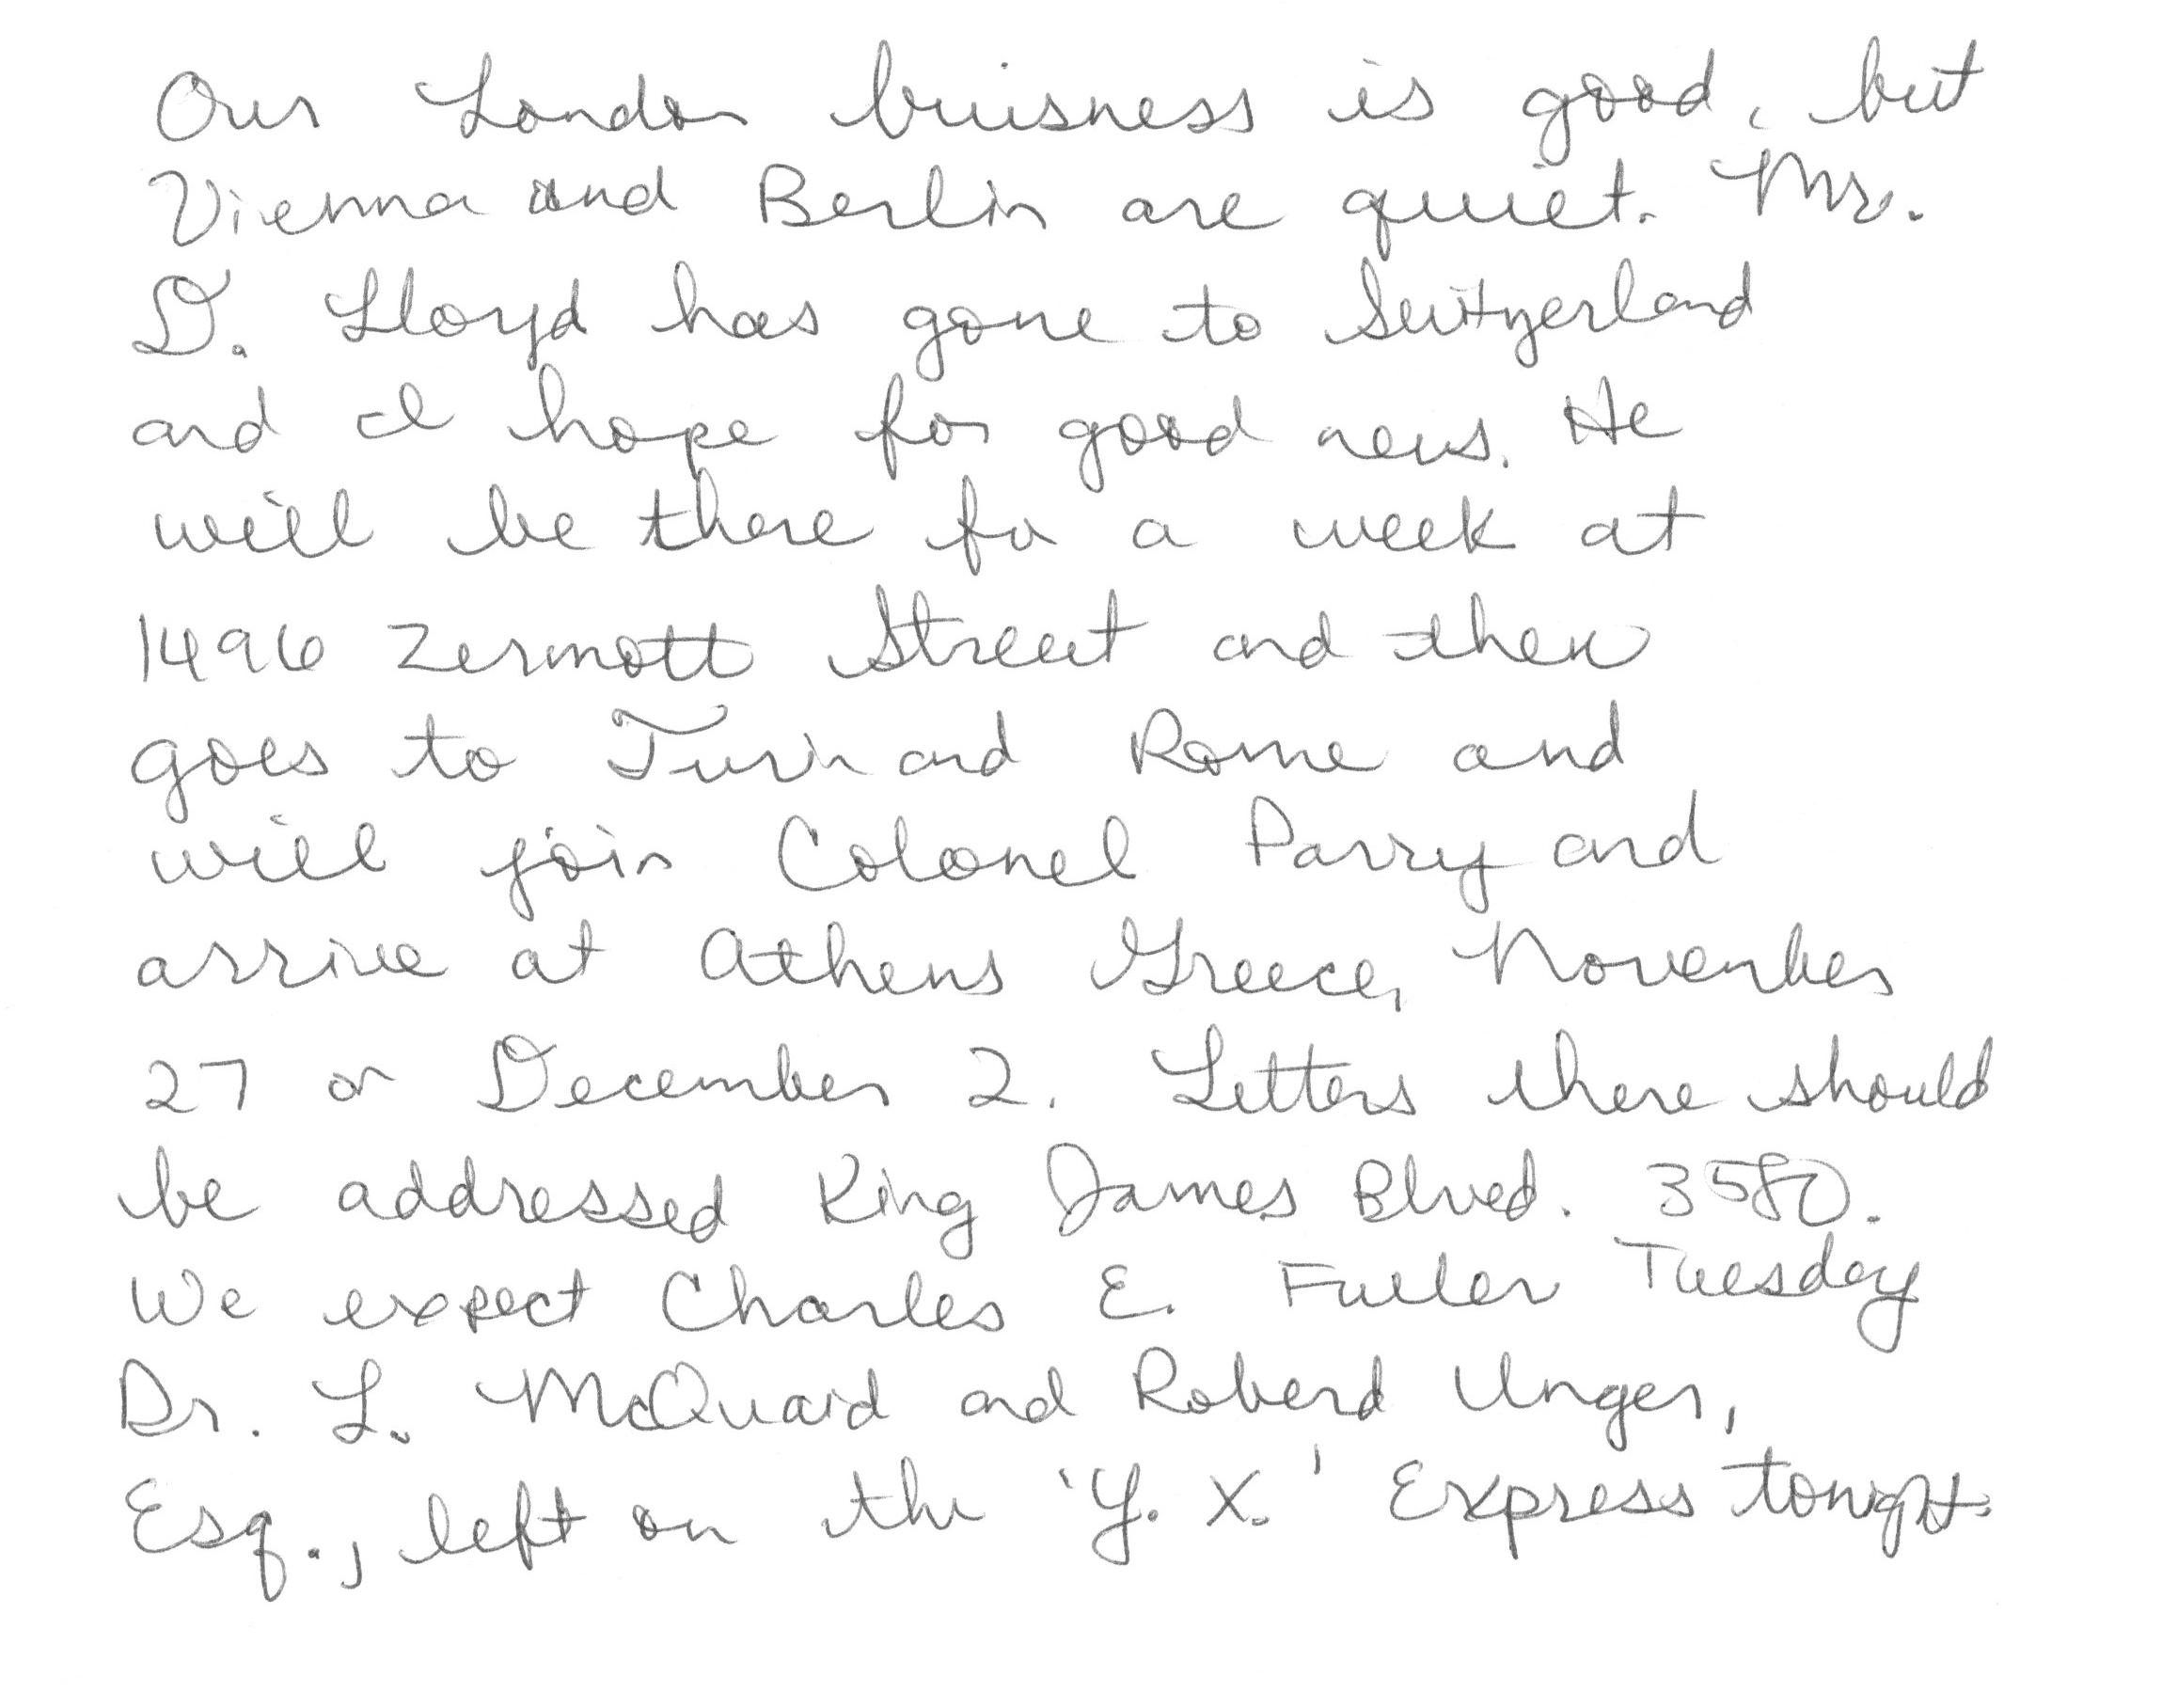 Our London buisness is good, but
Vienna and Berlin are quiet. Mr.
D. Lloyd has gone to Switzerland
and I hope for good news. He
will be there for a week at
1496 Zermott Street and then
goes to Turin and Rome and
will join Colonel Parry and
arrive at Athens Greece, November
27 or December 2. Letters there should
be addressed King James Blvd. 3580.
We expect Charles E. Fuller Tuesday
Dr. L. McQuaid and Roberd Unger,
Esq., left on the 'Y. X.' Express tonight.